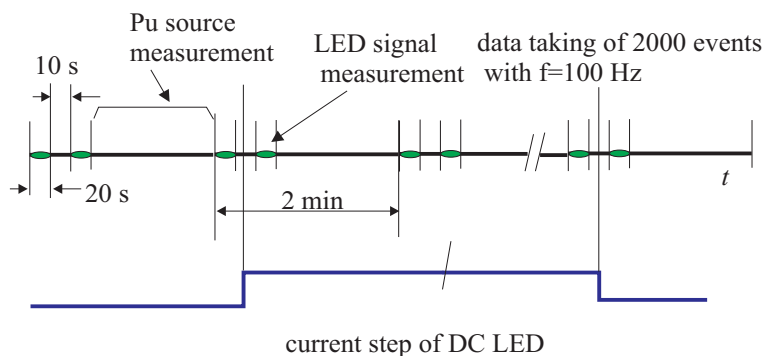 Pu source
measurement
LED signal
measurement
data taking of 2000 events
with f=100 Hz
10 s
20 s
2 min
t
current step of DC LED